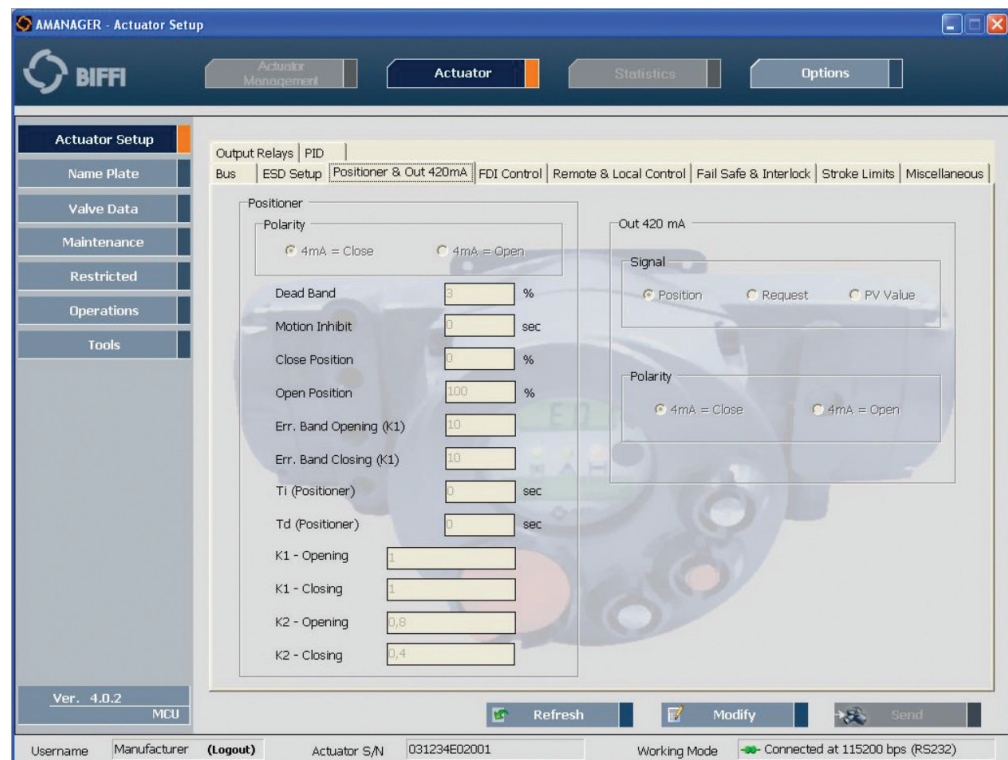 AMANAGER - Actuator Setup
BIFFI
Actuator Management
Actuator
Statistics
Options
Actuator Setup
Name Plate
Valve Data
Maintenance
Restricted
Operations
Tools
Ver. 4.0.2
MCU
Output Relays PID
Bus ESD Setup Positioner & Out 420mA FDI Control Remote & Local Control Fail Safe & Interlock Stroke Limits Miscellaneous
Positioner
Polarity
4mA = Close 4mA = Open
Dead Band 3 %
Motion Inhibit 0 sec
Close Position 0 %
Open Position 100 %
Err. Band Opening (K1) 10
Err. Band Closing (K1) 10
Ti (Positioner) 0 sec
Td (Positioner) 0 sec
K1 - Opening 1
K1 - Closing 1
K2 - Opening 0,8
K2 - Closing 0,4
Out 420 mA
Signal
Position Request PV Value
Polarity
4mA = Close 4mA = Open
Refresh Modify Send
Username Manufacturer (Logout) Actuator S/N 031234E02001 Working Mode Connected at 115200 bps (RS232)